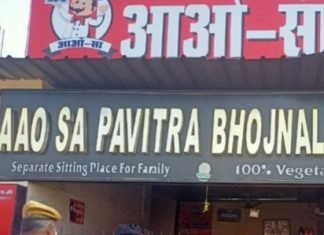 आओ-सा
आओ-सा
AAO SA PAVITRA BHOJNAL
Separate Sitting Place For Family
100% Vegeta